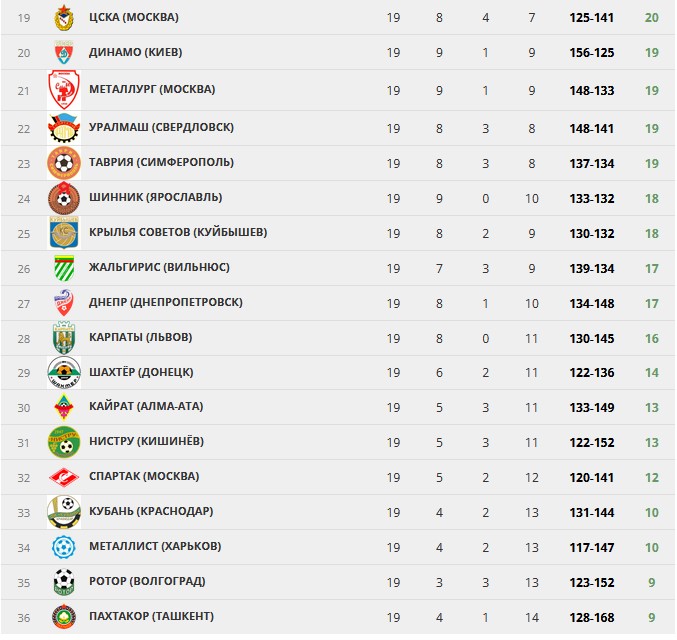 19 ЦСКА (МОСКВА) 19 8 4 7 125-141 20
20 ДИНАМО (КИЕВ) 19 9 1 9 156-125 19
21 МЕТАЛЛУРГ (МОСКВА) 19 9 1 9 148-133 19
22 УРАЛМАШ (СВЕРДЛОВСК) 19 8 3 8 148-141 19
23 ТАВРИЯ (СИМФЕРОПОЛЬ) 19 8 3 8 137-134 19
24 ШИННИК (ЯРОСЛАВЛЬ) 19 9 0 10 133-132 18
25 КРЫЛЬЯ СОВЕТОВ (КУЙБЫШЕВ) 19 8 2 9 130-132 18
26 ЖАЛЬГИРИС (ВИЛЬНЮС) 19 7 3 9 139-134 17
27 ДНЕПР (ДНЕПРОПЕТРОВСК) 19 8 1 10 134-148 17
28 КАРПАТЫ (ЛЬВОВ) 19 8 0 11 130-145 16
29 ШАХТЁР (ДОНЕЦК) 19 6 2 11 122-136 14
30 КАЙРАТ (АЛМА-АТА) 19 5 3 11 133-149 13
31 НИСТРУ (КИШИНЁВ) 19 5 3 11 122-152 13
32 СПАРТАК (МОСКВА) 19 5 2 12 120-141 12
33 КУБАНЬ (КРАСНОДАР) 19 4 2 13 131-144 10
34 МЕТАЛЛИСТ (ХАРЬКОВ) 19 4 2 13 117-147 10
35 РОТОР (ВОЛГОГРАД) 19 3 3 13 123-152 9
36 ПАХТАКОР (ТАШКЕНТ) 19 4 1 14 128-168 9